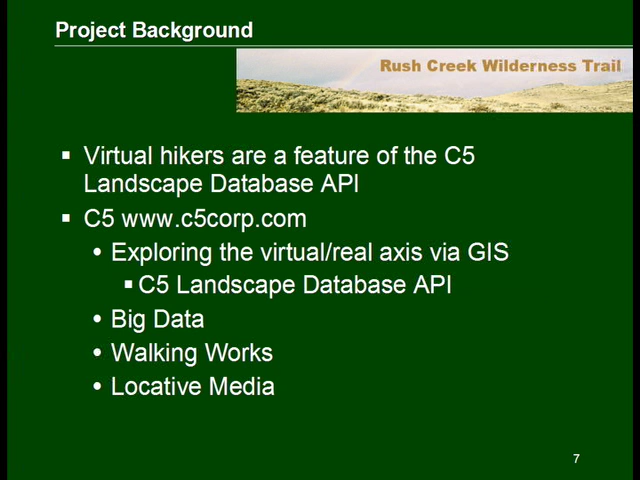 Project Background
Rush Creek Wilderness Trail
▪ Virtual hikers are a feature of the C5
Landscape Database API
▪ C5 www.c5corp.com
• Exploring the virtual/real axis via GIS
▪ C5 Landscape Database API
• Big Data
• Walking Works
• Locative Media
7